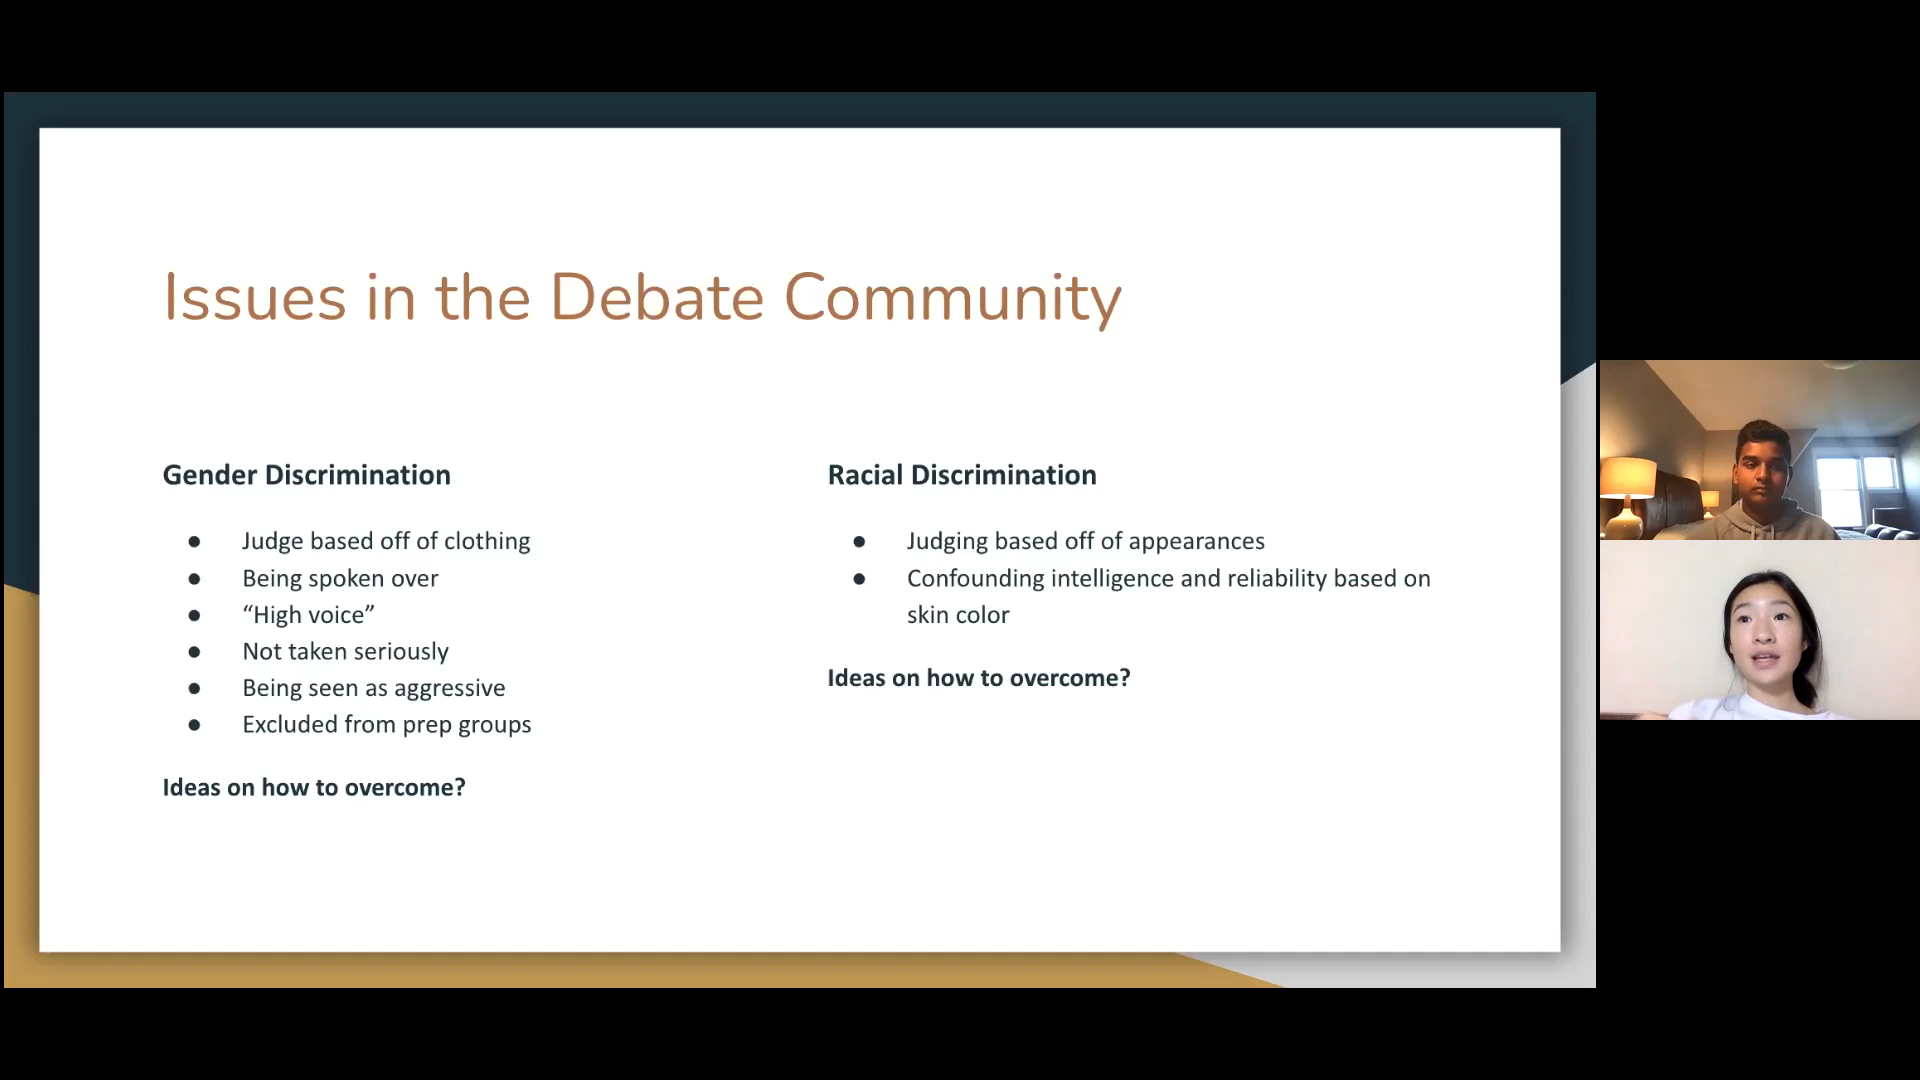 Issues in the Debate Community
Gender Discrimination
● Judge based off of clothing
● Being spoken over
● “High voice”
● Not taken seriously
● Being seen as aggressive
● Excluded from prep groups
Ideas on how to overcome?
Racial Discrimination
● Judging based off of appearances
● Confounding intelligence and reliability based on
skin color
Ideas on how to overcome?